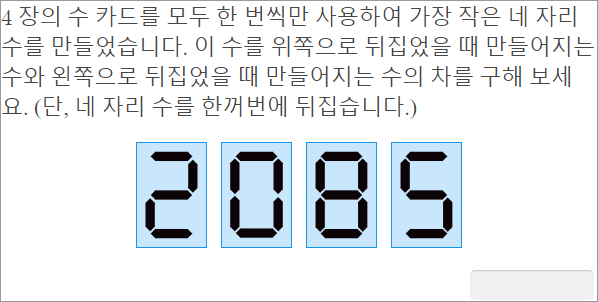 4 장의 수 카드를 모두 한 번씩만 사용하여 가장 작은 네 자리
수를 만들었습니다. 이 수를 위쪽으로 뒤집었을 때 만들어지는
수와 왼쪽으로 뒤집었을 때 만들어지는 수의 차를 구해 보세
요. (단, 네 자리 수를 한꺼번에 뒤집습니다.)
2 0 8 5